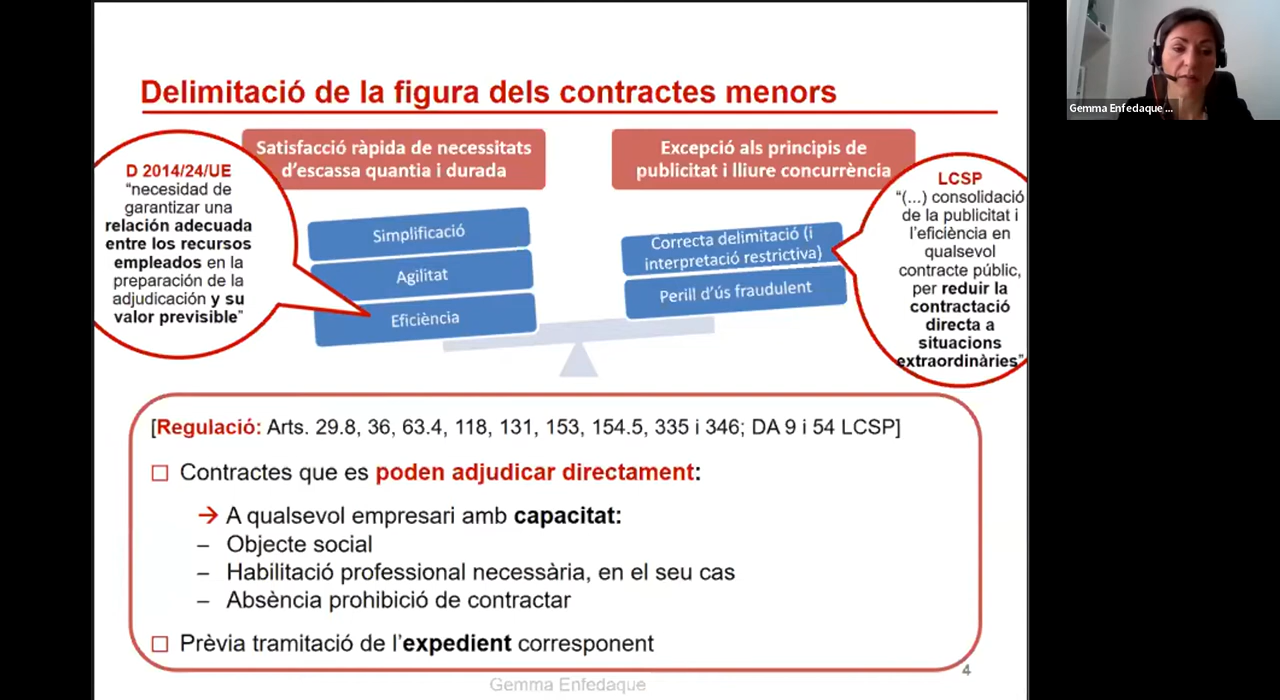 Delimitació de la figura dels contractes menors
Satisfacció ràpida de necessitats
d'escassa quantia i durada
Excepció als principis de
publicitat i lliure concurrència
D 2014/24/UE
“necesidad de
garantizar una
relación adecuada
entre los recursos
empleados en la
preparación de la
adjudicación y su
valor previsible”
Simplificació
Agilitat
Eficiència
Correcta delimitació (i
interpretació restrictiva)
Perill d'ús fraudulent
LCSP
“(...) consolidació
de la publicitat i
l'eficiència en
qualsevol
contracte públic,
per reduir la
contractació
directa a
situacions
extraordinàries”
[Regulació: Arts. 29.8, 36, 63.4, 118, 131, 153, 154.5, 335 i 346; DA 9 i 54 LCSP]
Contractes que es poden adjudicar directament:
→ A qualsevol empresari amb capacitat:
– Objecte social
– Habilitació professional necessària, en el seu cas
– Absència prohibició de contractar
Prèvia tramitació de l'expedient corresponent
4
Gemma Enfedaque
Gemma Enfedaque ...